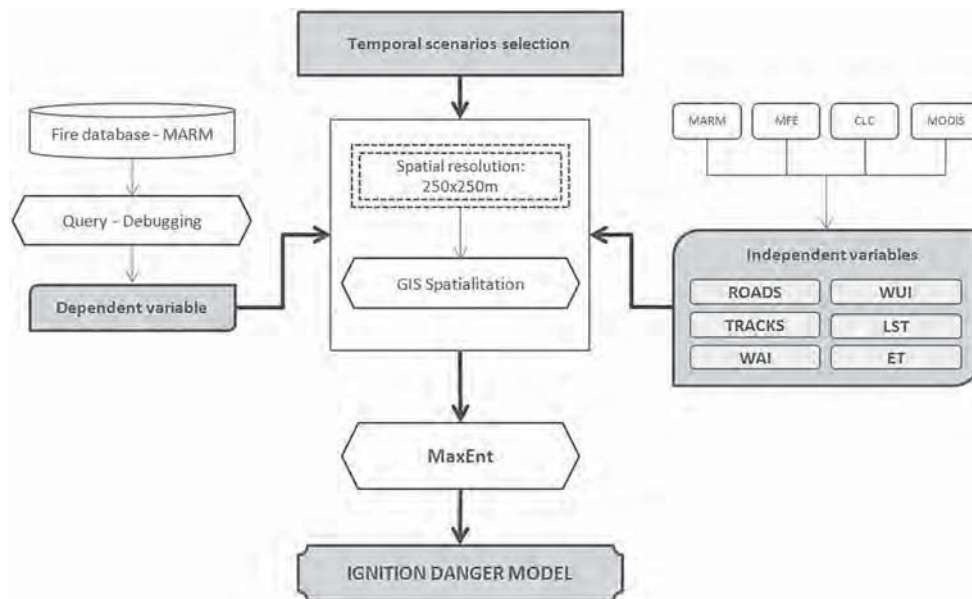 Temporal scenarios selection
Fire database - MARM
Query - Debugging
Dependent variable
Spatial resolution:
250x250m
GIS Spatialitation
MARM
MFE
CLC
MODIS
Independent variables
ROADS
WUI
TRACKS
LST
WAI
ET
MaxEnt
IGNITION DANGER MODEL